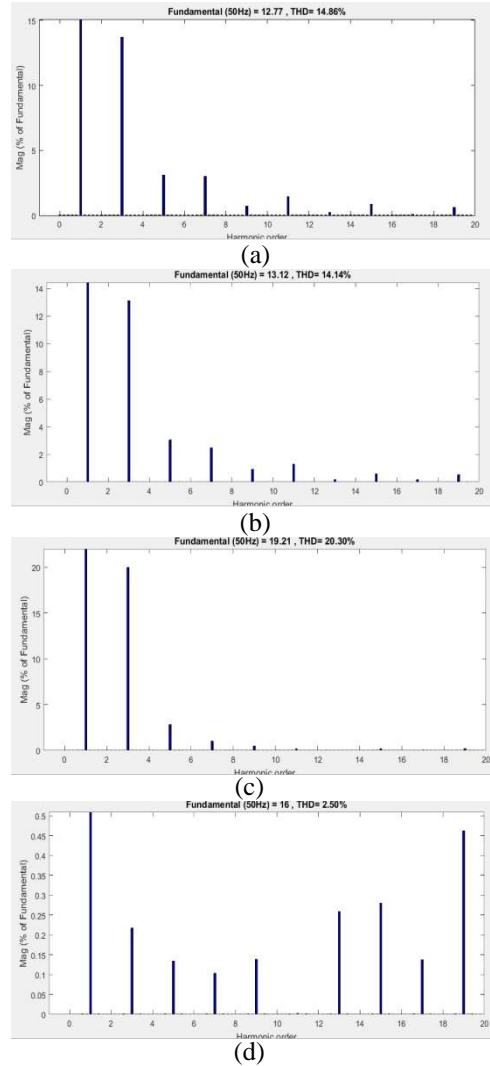 Fundamental (50Hz) = 12.77 , THD= 14.86%
15
10
5
0
Mag (% of Fundamental)
0 2 4 6 8 10 12 14 16 18 20
Harmonic order
(a)
Fundamental (50Hz) = 13.12 , THD= 14.14%
14
12
10
8
6
4
2
0
Mag (% of Fundamental)
0 2 4 6 8 10 12 14 16 18 20
Harmonic order
(b)
Fundamental (50Hz) = 19.21 , THD= 20.30%
20
15
10
5
0
Mag (% of Fundamental)
0 2 4 6 8 10 12 14 16 18 20
Harmonic order
(c)
Fundamental (50Hz) = 16 , THD= 2.50%
0.5
0.45
0.4
0.35
0.3
0.25
0.2
0.15
0.1
0.05
0
Mag (% of Fundamental)
0 2 4 6 8 10 12 14 16 18 20
Harmonic order
(d)